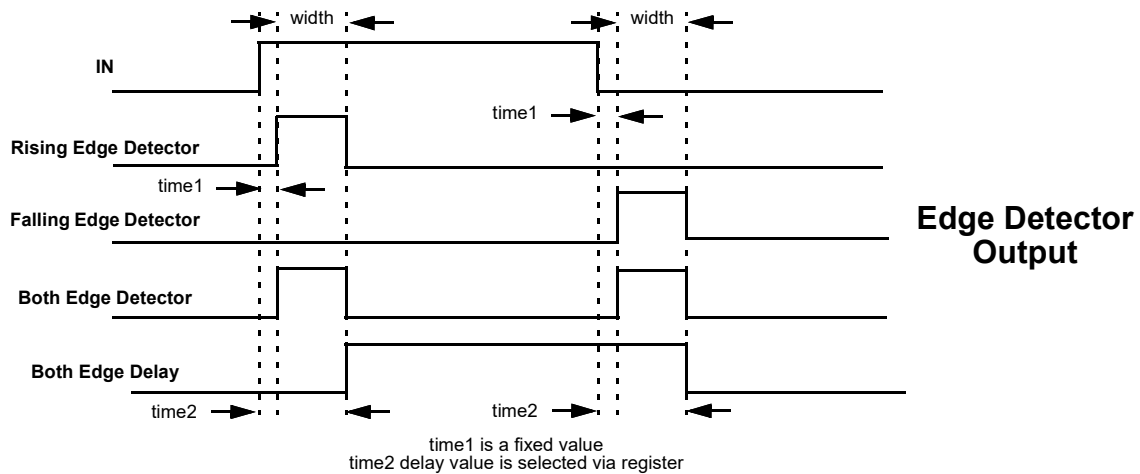 width
width
IN
time1
Rising Edge Detector
time1
Falling Edge Detector
Edge Detector
Output
Both Edge Detector
Both Edge Delay
time2
time2
time1 is a fixed value
time2 delay value is selected via register